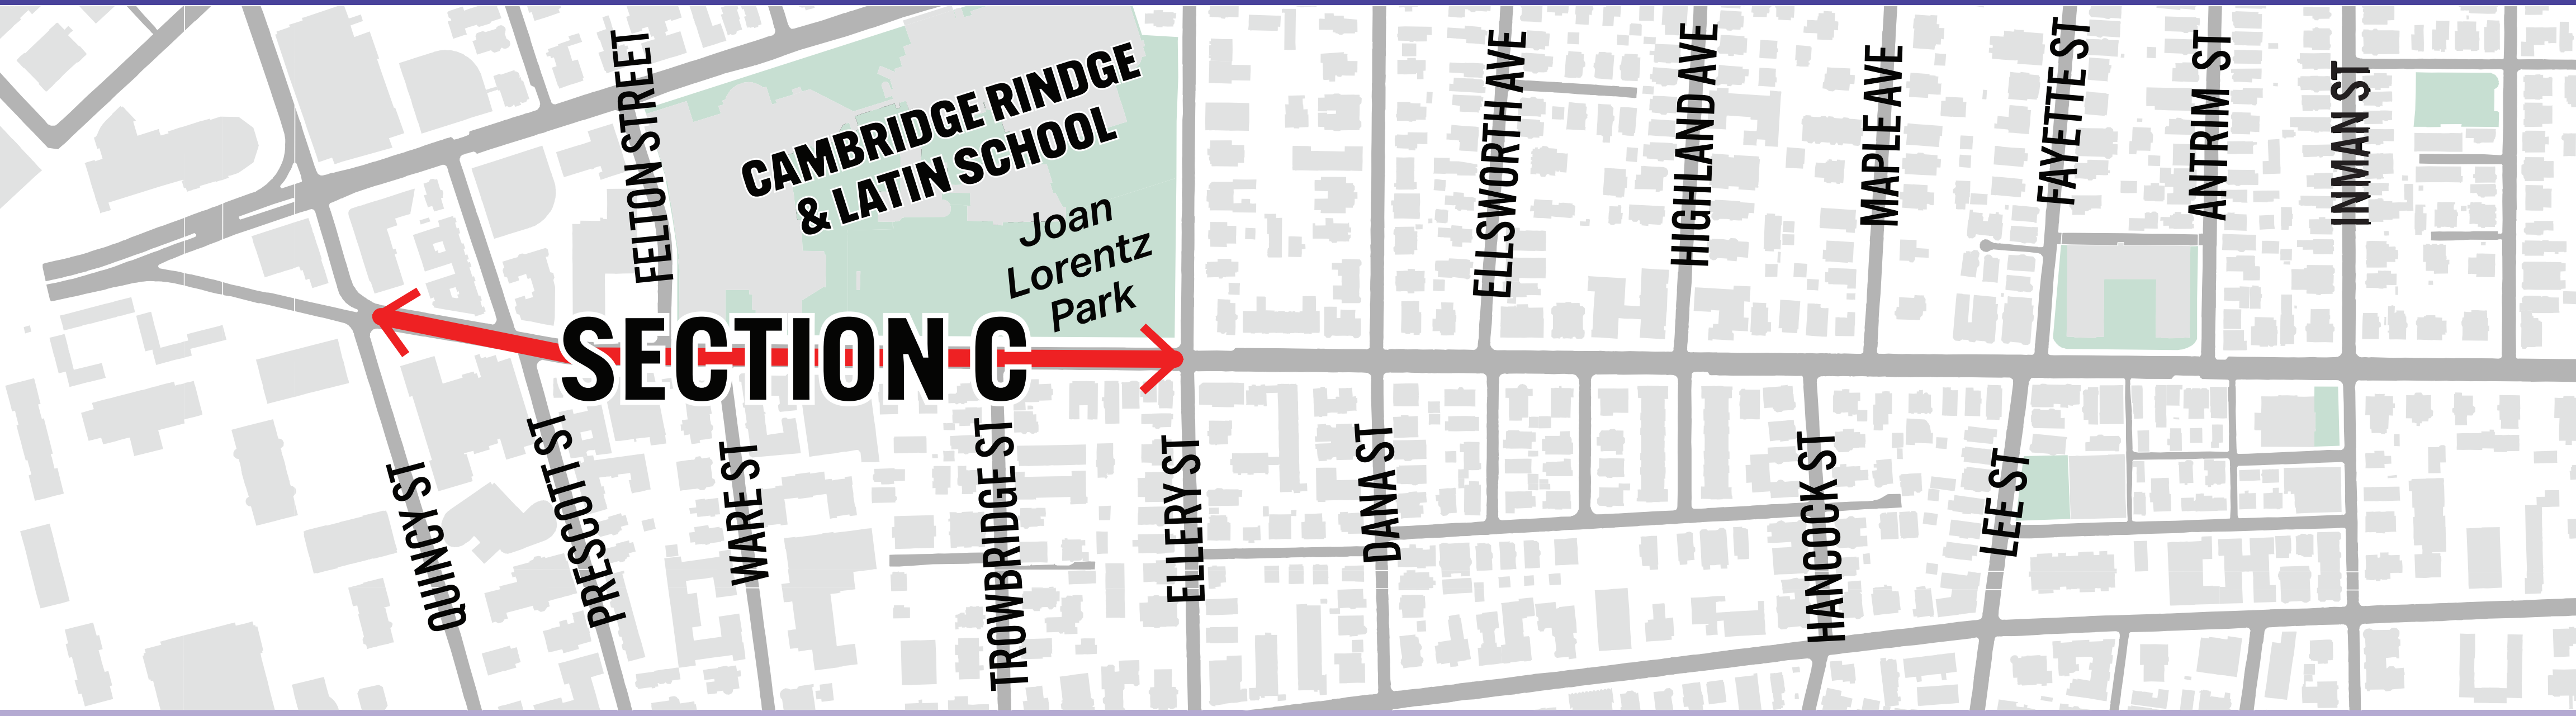 FELTON STREET
CAMBRIDGE RINDGE
& LATIN SCHOOL
Joan
Lorentz
Park
ELLSWORTH AVE
HIGHLAND AVE
MAPLE AVE
FAYETTE ST
ANTRIM ST
INMAN ST
SECTION C
QUINCY ST
PRESCOTT ST
WARE ST
TROWBRIDGE ST
ELLERY ST
DANA ST
HANCOCK ST
LEE ST